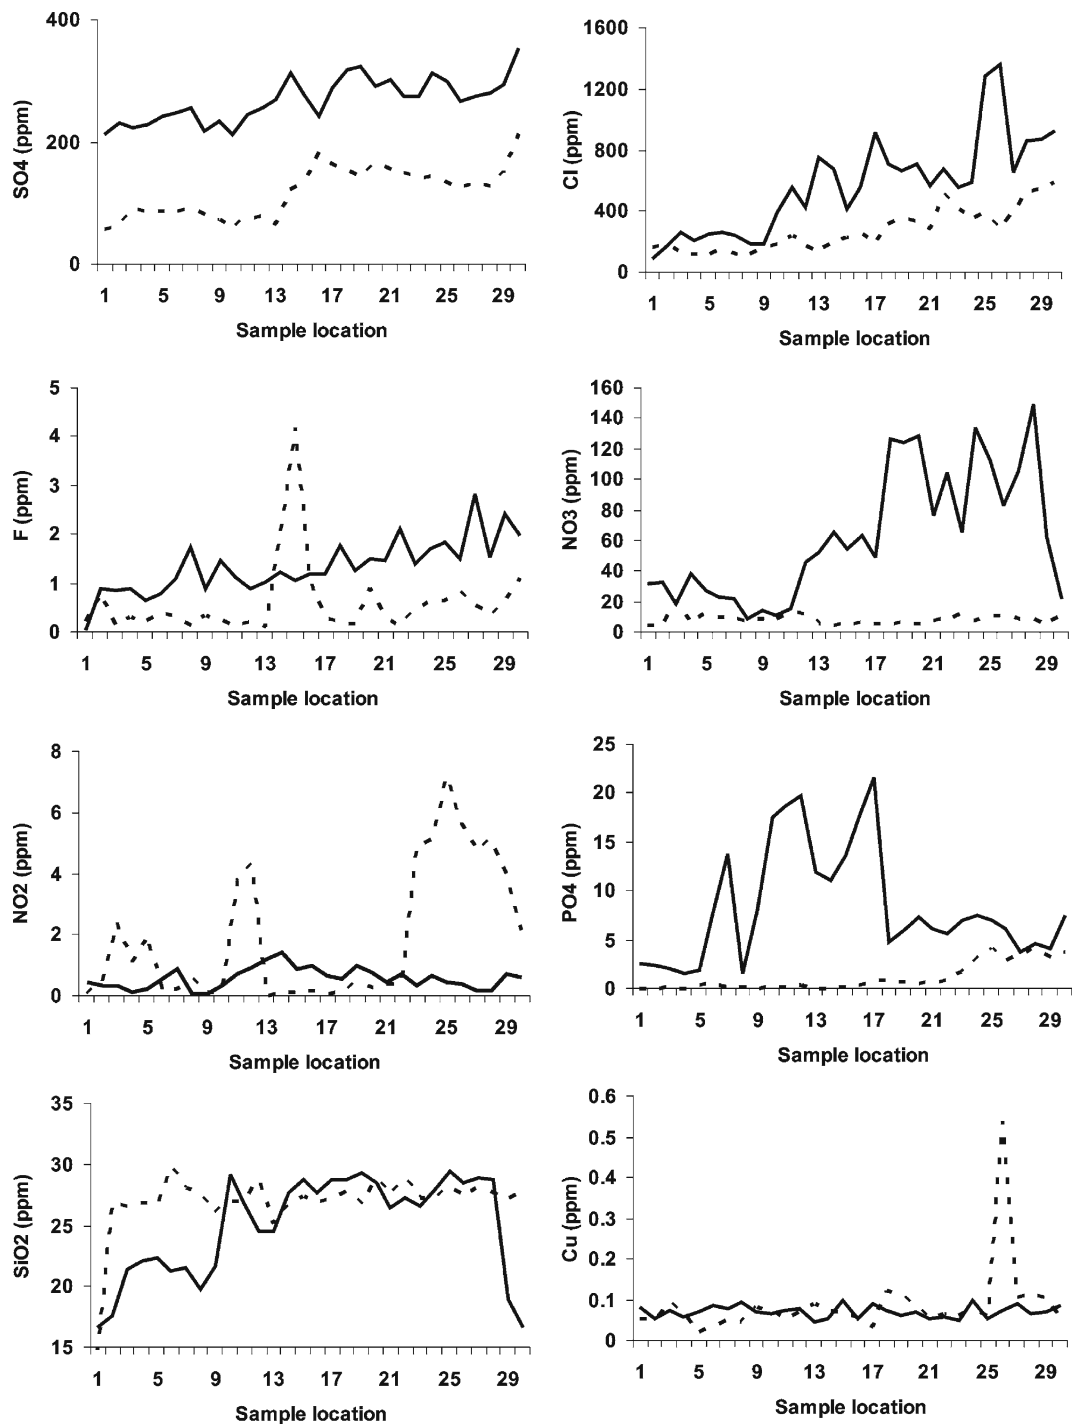 400
200
0
SO4 (ppm)
1 5 9 13 17 21 25 29
Sample location
1600
1200
800
400
0
Cl (ppm)
1 5 9 13 17 21 25 29
Sample location
5
4
3
2
1
0
F (ppm)
1 5 9 13 17 21 25 29
Sample location
160
140
120
100
80
60
40
20
0
NO3 (ppm)
1 5 9 13 17 21 25 29
Sample location
8
6
4
2
0
NO2 (ppm)
1 5 9 13 17 21 25 29
Sample location
25
20
15
10
5
0
PO4 (ppm)
1 5 9 13 17 21 25 29
Sample location
35
30
25
20
15
SiO2 (ppm)
1 5 9 13 17 21 25 29
Sample location
0.6
0.5
0.4
0.3
0.2
0.1
0
Cu (ppm)
1 5 9 13 17 21 25 29
Sample location